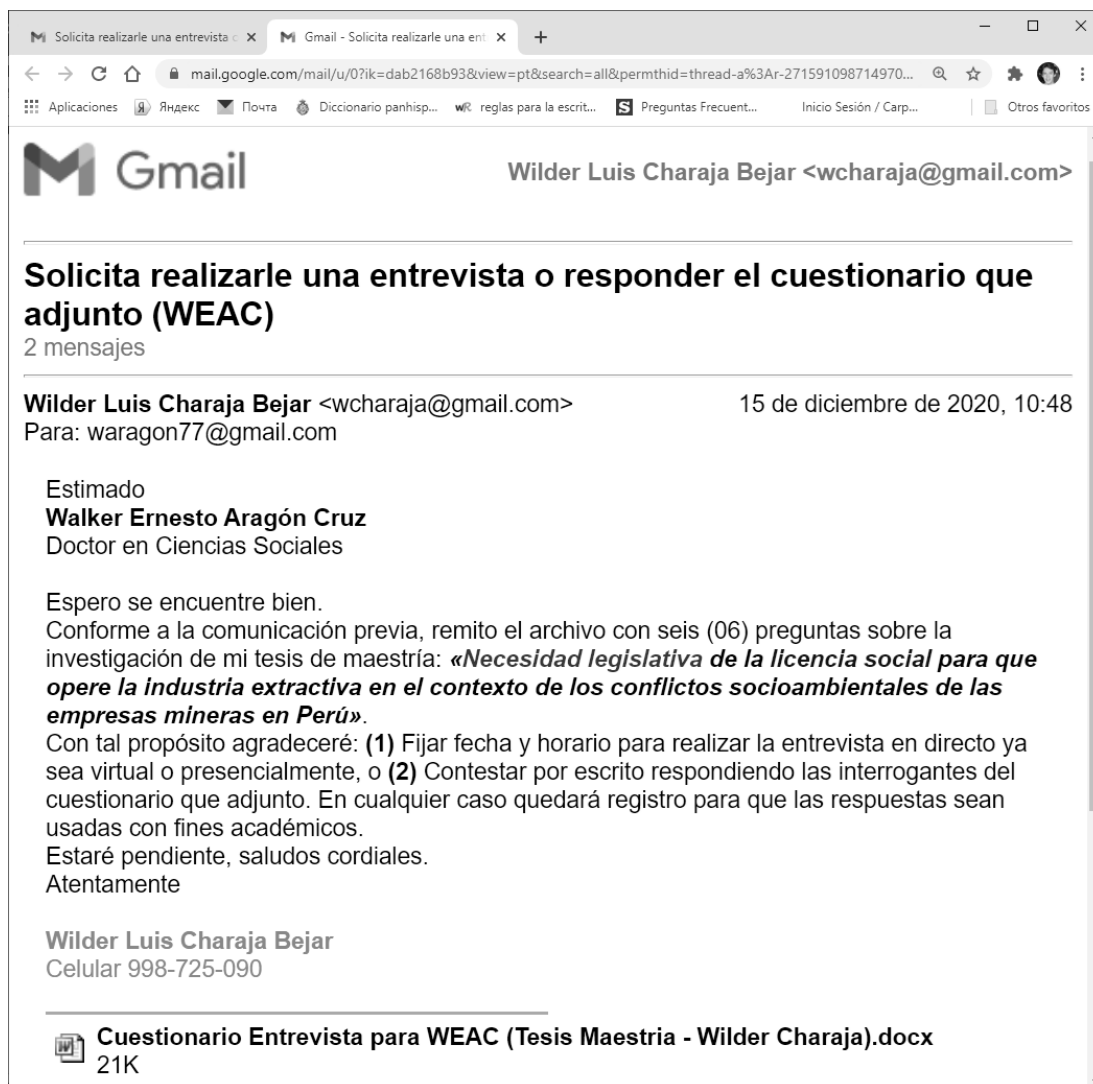 Solicita realizarle una entrevista c
Gmail - Solicita realizarle una ent
mail.google.com/mail/u/0?ik=dab2168b93&view=pt&search=all&permthid=thread-a%3Ar-271591098714970...
Aplicaciones Яндекс Почта Diccionario panhisp... wR reglas para la escrit... S Preguntas Frecuent... Inicio Sesión / Carp... Otros favoritos
Gmail Wilder Luis Charaja Bejar <wcharaja@gmail.com>
Solicita realizarle una entrevista o responder el cuestionario que
adjunto (WEAC)
2 mensajes
Wilder Luis Charaja Bejar <wcharaja@gmail.com> 15 de diciembre de 2020, 10:48
Para: waragon77@gmail.com
Estimado
Walker Ernesto Aragón Cruz
Doctor en Ciencias Sociales
Espero se encuentre bien.
Conforme a la comunicación previa, remito el archivo con seis (06) preguntas sobre la
investigación de mi tesis de maestría: «Necesidad legislativa de la licencia social para que
opere la industria extractiva en el contexto de los conflictos socioambientales de las
empresas mineras en Perú».
Con tal propósito agradeceré: (1) Fijar fecha y horario para realizar la entrevista en directo ya
sea virtual o presencialmente, o (2) Contestar por escrito respondiendo las interrogantes del
cuestionario que adjunto. En cualquier caso quedará registro para que las respuestas sean
usadas con fines académicos.
Estaré pendiente, saludos cordiales.
Atentamente
Wilder Luis Charaja Bejar
Celular 998-725-090
Cuestionario Entrevista para WEAC (Tesis Maestria - Wilder Charaja).docx
21K